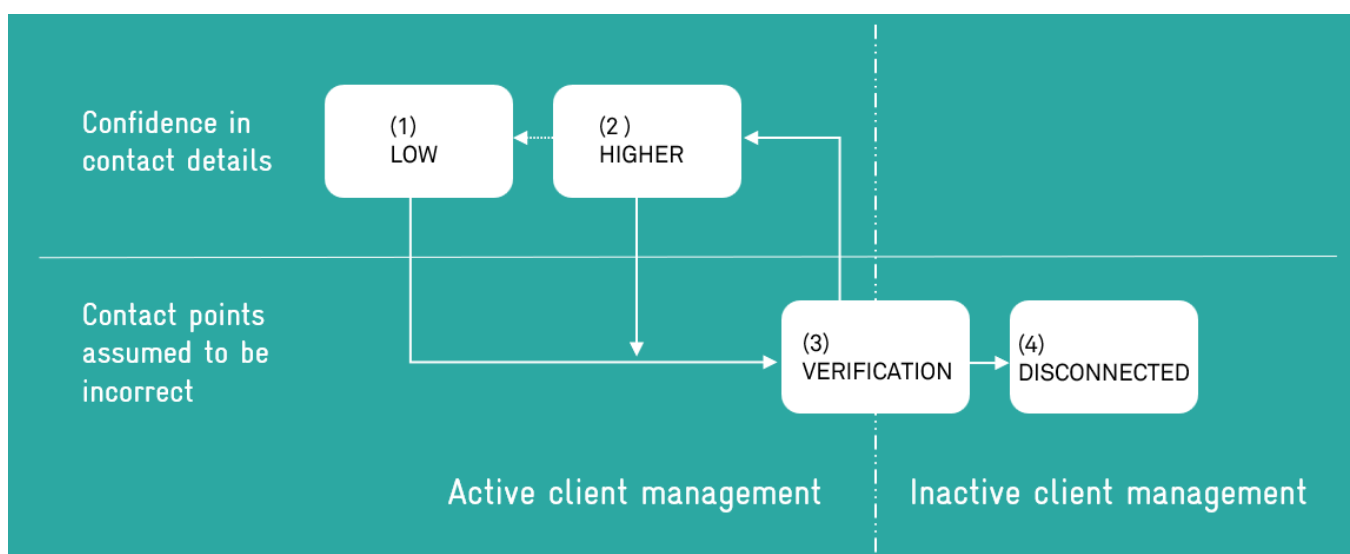 Confidence in
contact details
(1)
LOW
(2 )
HIGHER
Contact points
assumed to be
incorrect
(3)
VERIFICATION
(4)
DISCONNECTED
Active client management
Inactive client management